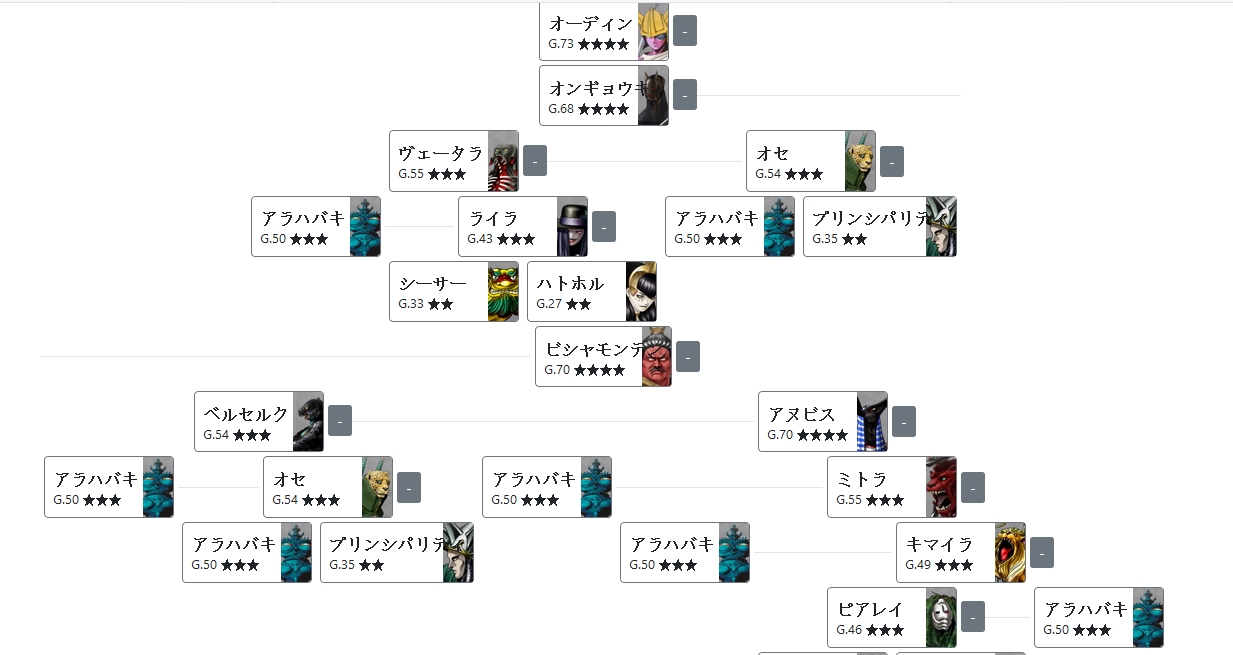 オーディン
G.73 ★★★★
-
オンギョウキ
G.68 ★★★★
-
ヴェータラ
G.55 ★★★
-
オセ
G.54 ★★★
-
アラハバキ
G.50 ★★★
ライラ
G.43 ★★★
-
アラハバキ
G.50 ★★★
プリンシパリテ
G.35 ★★
シーサー
G.33 ★★
ハトホル
G.27 ★★
ビシャモンテ
G.70 ★★★★
-
ベルセルク
G.54 ★★★
-
アヌビス
G.70 ★★★★
-
アラハバキ
G.50 ★★★
オセ
G.54 ★★★
-
アラハバキ
G.50 ★★★
ミトラ
G.55 ★★★
-
アラハバキ
G.50 ★★★
プリンシパリテ
G.35 ★★
アラハバキ
G.50 ★★★
キマイラ
G.49 ★★★
-
ピアレイ
G.46 ★★★
-
アラハバキ
G.50 ★★★